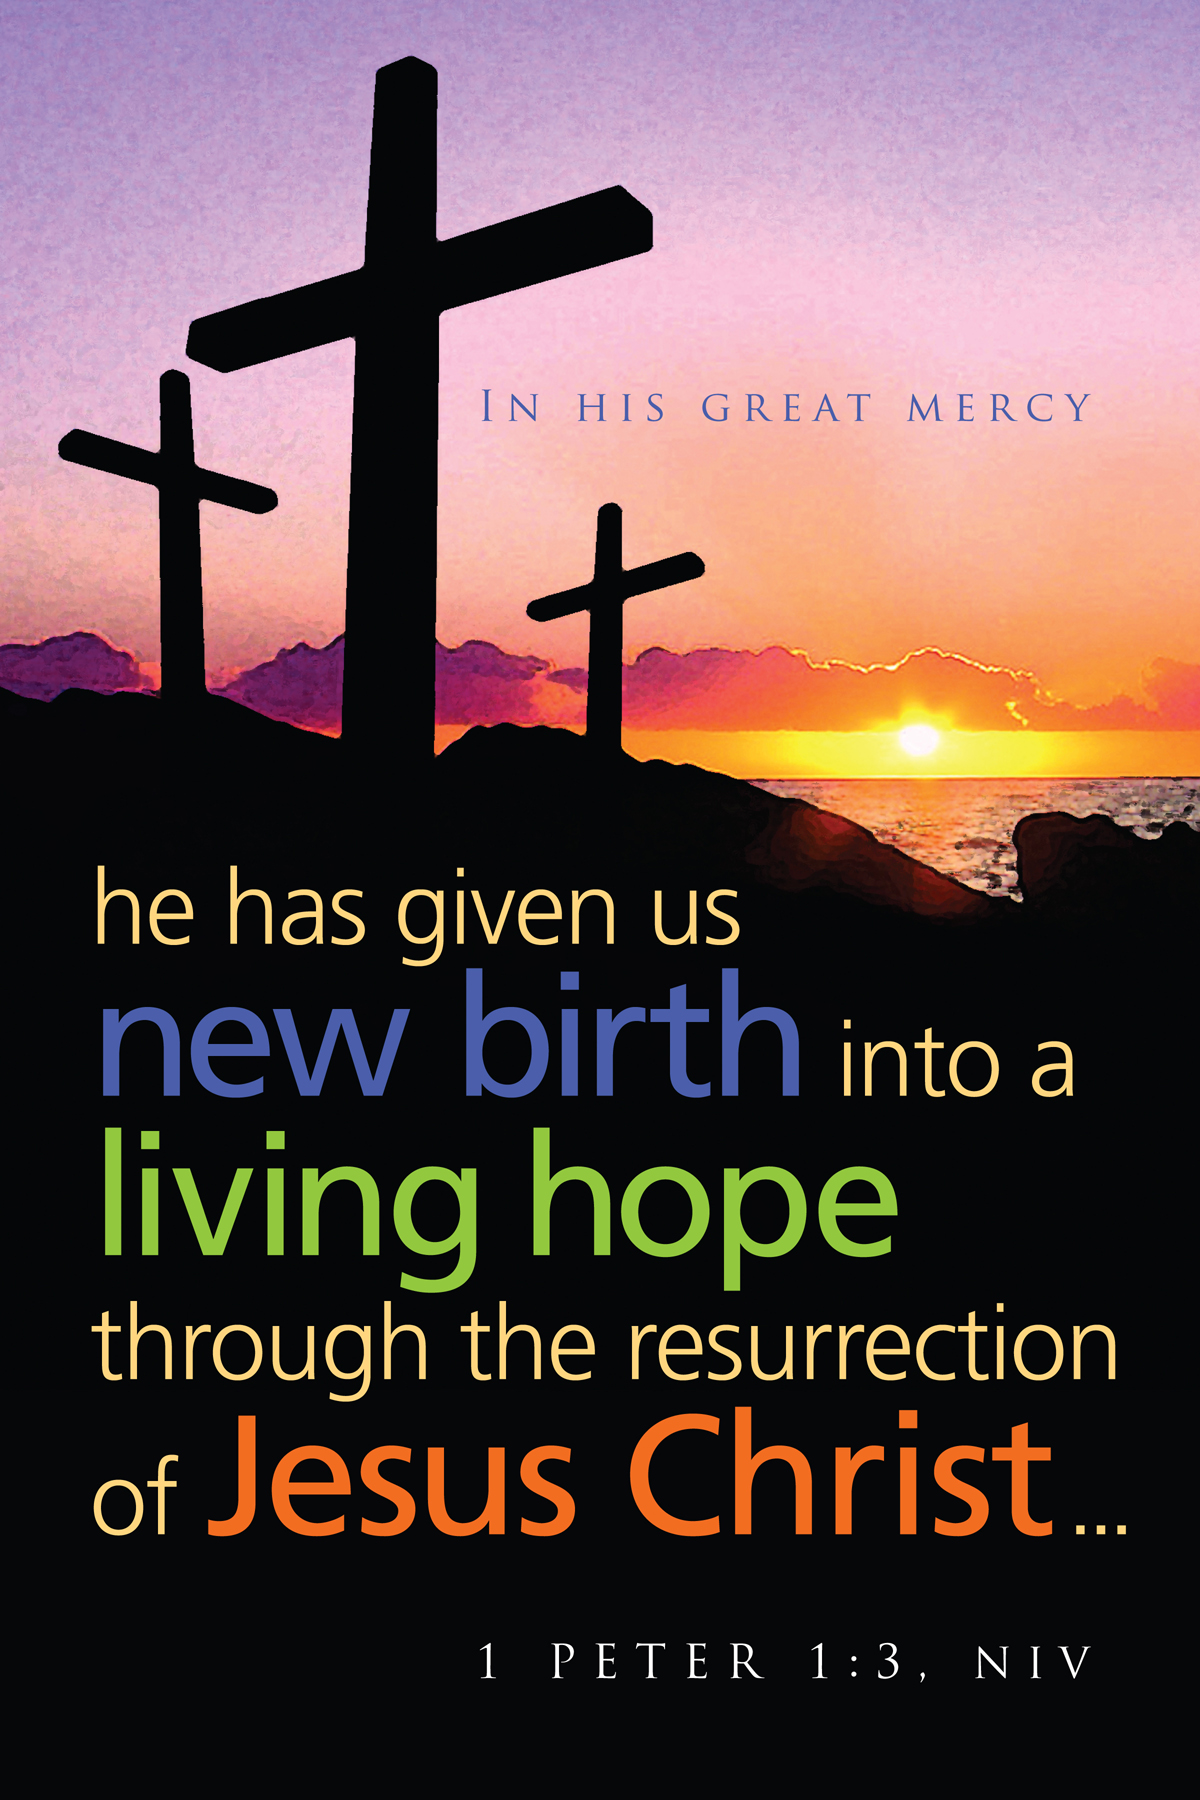 In his great mercy
he has given us
new birth into a
living hope
through the resurrection
of Jesus Christ...
1 PETER 1:3, NIV